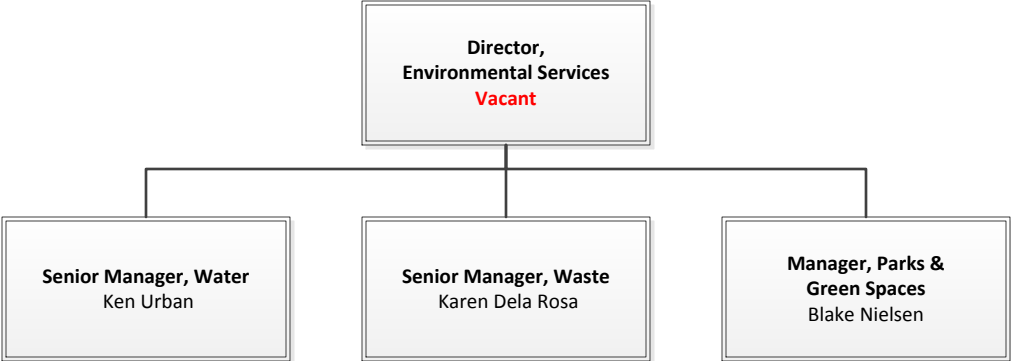 Director,
Environmental Services
Vacant
Senior Manager, Water
Ken Urban
Senior Manager, Waste
Karen Dela Rosa
Manager, Parks &
Green Spaces
Blake Nielsen